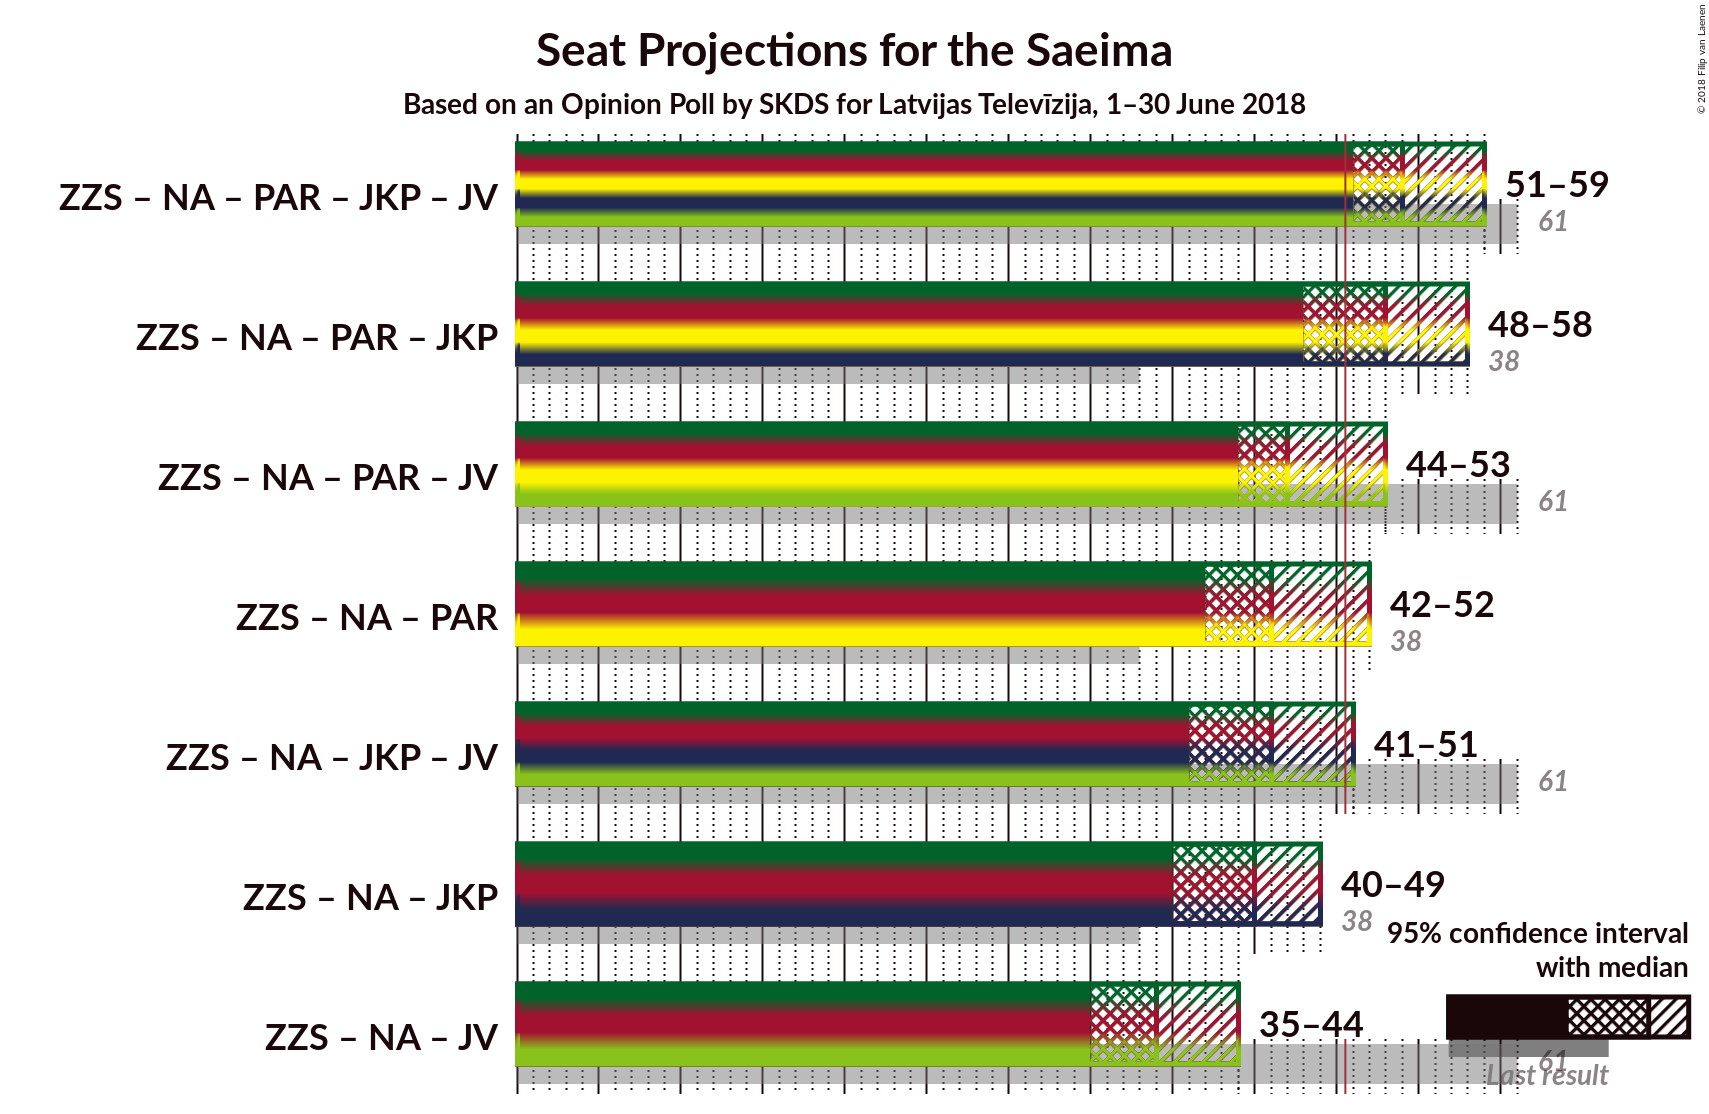 Seat Projections for the Saeima
Based on an Opinion Poll by SKDS for Latvijas Televīzija, 1–30 June 2018
© 2018 Filip van Laenen
ZZS – NA – PAR – JKP – JV
51–59
61
ZZS – NA – PAR – JKP
48–58
38
ZZS – NA – PAR – JV
44–53
61
ZZS – NA – PAR
42–52
38
ZZS – NA – JKP – JV
41–51
61
ZZS – NA – JKP
40–49
38
ZZS – NA – JV
35–44
61
95% confidence interval
with median
Last result